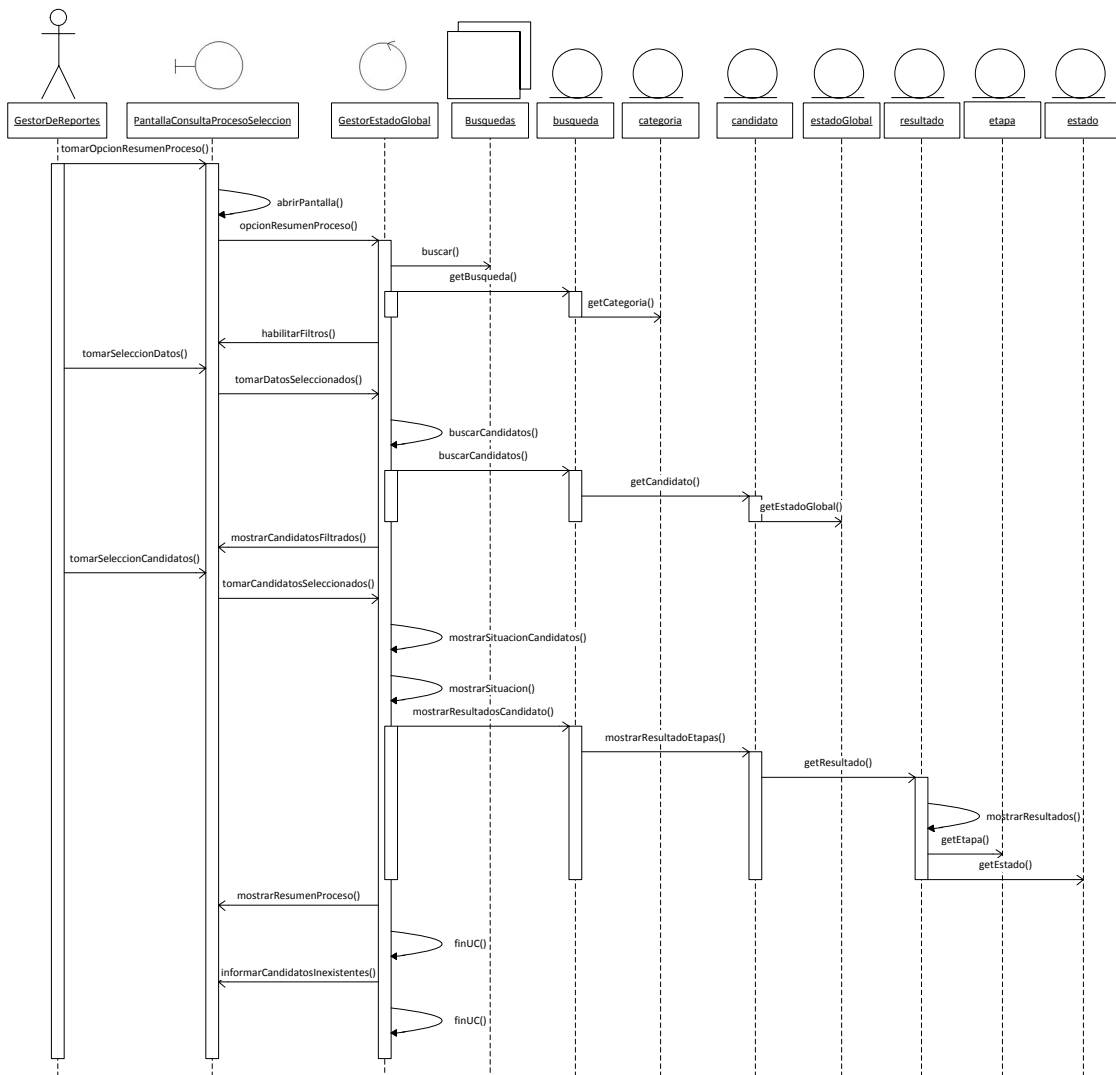 GestorDeReportes
PantallaConsultaProcesoSeleccion
GestorEstadoGlobal
Busquedas
busqueda
categoria
candidato
estadoGlobal
resultado
etapa
estado
tomarOpcionResumenProceso()
abrirPantalla()
opcionResumenProceso()
buscar()
getBusqueda()
getCategoria()
habilitarFiltros()
tomarSeleccionDatos()
tomarDatosSeleccionados()
buscarCandidatos()
buscarCandidatos()
getCandidato()
getEstadoGlobal()
mostrarCandidatosFiltrados()
tomarSeleccionCandidatos()
tomarCandidatosSeleccionados()
mostrarSituacionCandidatos()
mostrarSituacion()
mostrarResultadosCandidato()
mostrarResultadoEtapas()
getResultado()
mostrarResultados()
getEtapa()
getEstado()
mostrarResumenProceso()
finUC()
informarCandidatosInexistentes()
finUC()